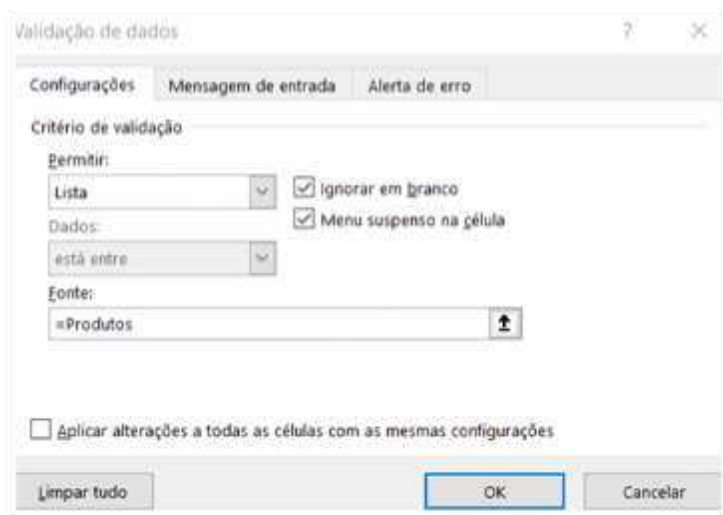 Validação de dados ? ×
Configurações Mensagem de entrada Alerta de erro
Critério de validação
Permitir:
Lista
Ignorar em branco
Dados:
Menu suspenso na célula
está entre
Fonte:
=Produtos
Aplicar alterações a todas as células com as mesmas configurações
Limpar tudo OK Cancelar